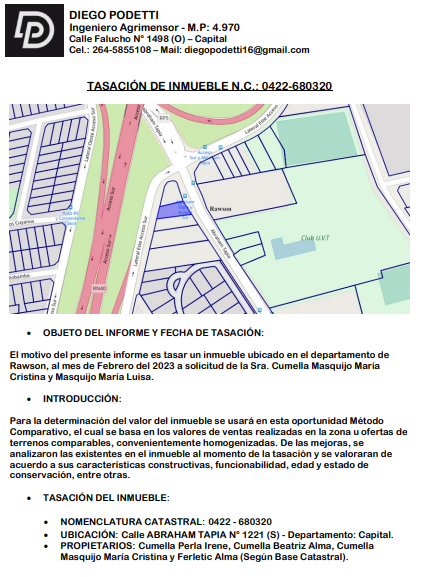 DIEGO PODETTI
Ingeniero Agrimensor - M.P: 4.970
Calle Falucho N° 1498 (O) – Capital
Cel.: 264-5855108 – Mail: diegopodetti16@gmail.com
TASACIÓN DE INMUEBLE N.C.: 0422-680320
Lateral Oeste Acceso Sur
Acceso Sur
Abraham Tapia
RP5
Lateral Este Acceso Sur
Rawson
Club U.V.T
Abraham Tapia
Acceso Sur
Lateral Este Acceso Sur
RN40
• OBJETO DEL INFORME Y FECHA DE TASACIÓN:
El motivo del presente informe es tasar un inmueble ubicado en el departamento de
Rawson, al mes de Febrero del 2023 a solicitud de la Sra. Cumella Masquijo María
Cristina y Masquijo María Luisa.
• INTRODUCCIÓN:
Para la determinación del valor del inmueble se usará en esta oportunidad Método
Comparativo, el cual se basa en los valores de ventas realizadas en la zona u ofertas de
terrenos comparables, convenientemente homogenizadas. De las mejoras, se
analizaron las existentes en el inmueble al momento de la tasación y se valoraran de
acuerdo a sus características constructivas, funcionabilidad, edad y estado de
conservación, entre otras.
• TASACIÓN DEL INMUEBLE:
• NOMENCLATURA CATASTRAL: 0422 - 680320
• UBICACIÓN: Calle ABRAHAM TAPIA N° 1221 (S) - Departamento: Capital.
• PROPIETARIOS: Cumella Perla Irene, Cumella Beatriz Alma, Cumella
Masquijo María Cristina y Ferletic Alma (Según Base Catastral).